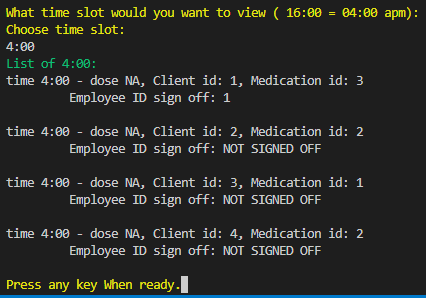 What time slot would you want to view ( 16:00 = 04:00 apm):
Choose time slot:
4:00
List of 4:00:
time 4:00 - dose NA, Client id: 1, Medication id: 3
Employee ID sign off: 1
time 4:00 - dose NA, Client id: 2, Medication id: 2
Employee ID sign off: NOT SIGNED OFF
time 4:00 - dose NA, Client id: 3, Medication id: 1
Employee ID sign off: NOT SIGNED OFF
time 4:00 - dose NA, Client id: 4, Medication id: 2
Employee ID sign off: NOT SIGNED OFF
Press any key When ready.